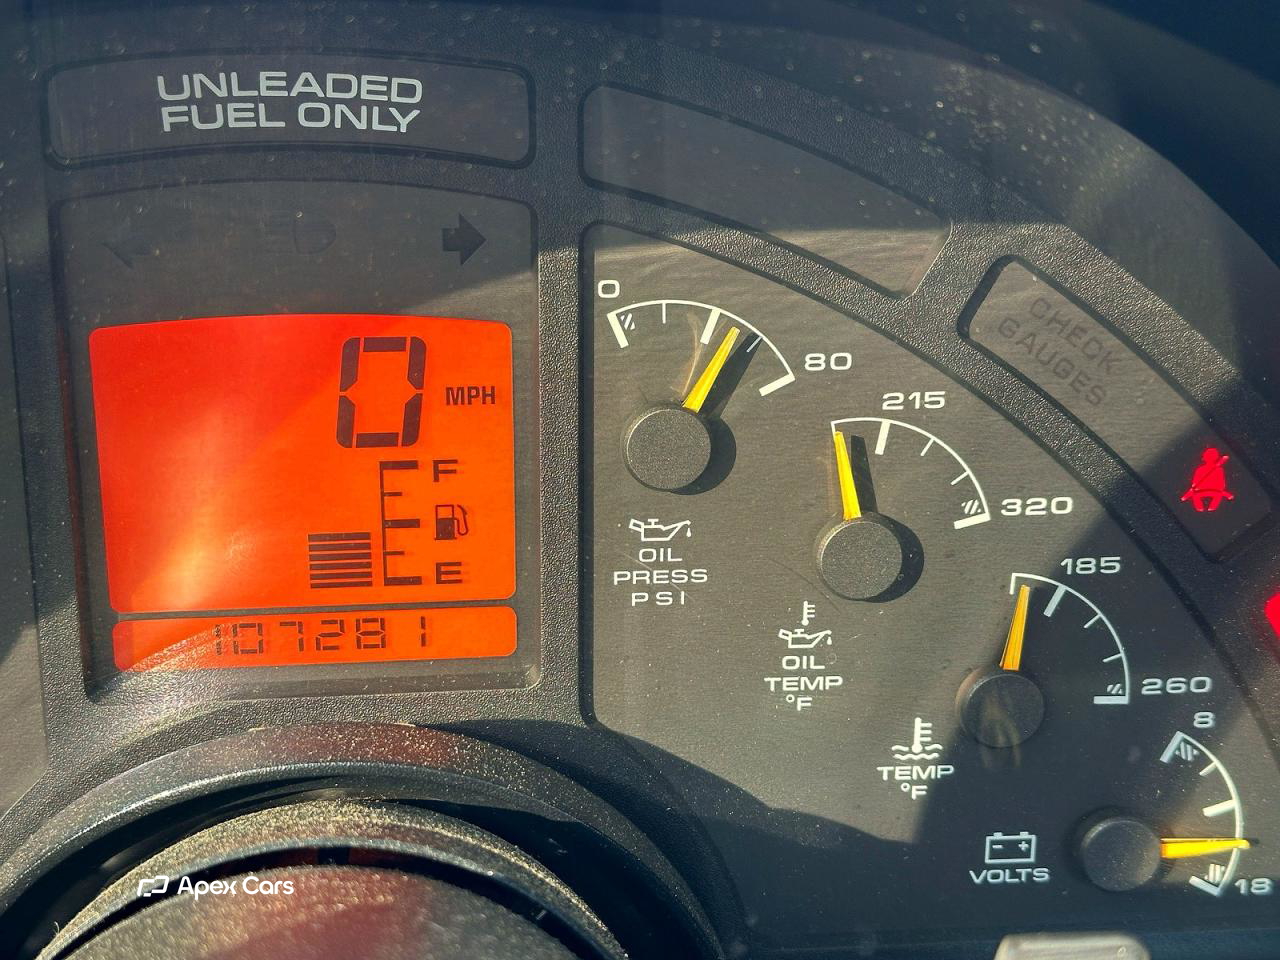 UNLEADED
FUEL ONLY
0 MPH
F
E
107281
0
80
OIL
PRESS
PSI
215
320
OIL
TEMP
°F
185
260
TEMP
°F
8
18
VOLTS
CHECK
GAUGES
Apex Cars